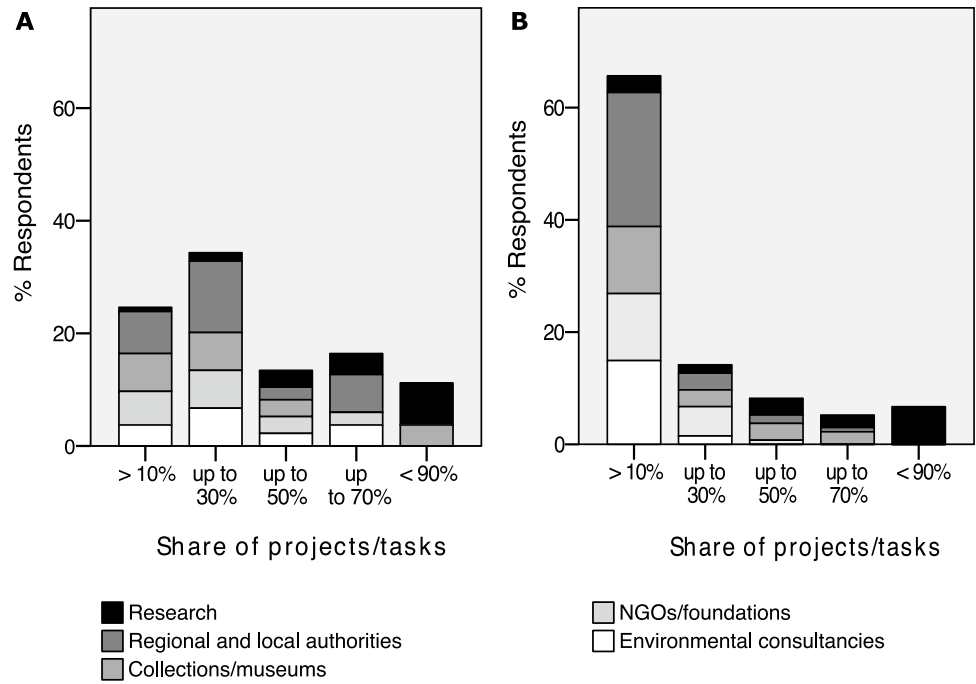 A
% Respondents
60
40
20
0
> 10%
up to
30%
up to
50%
up
to 70%
< 90%
Share of projects/tasks
B
% Respondents
60
40
20
0
> 10%
up to
30%
up to
50%
up to
70%
< 90%
Share of projects/tasks
Research
Regional and local authorities
Collections/museums
NGOs/foundations
Environmental consultancies